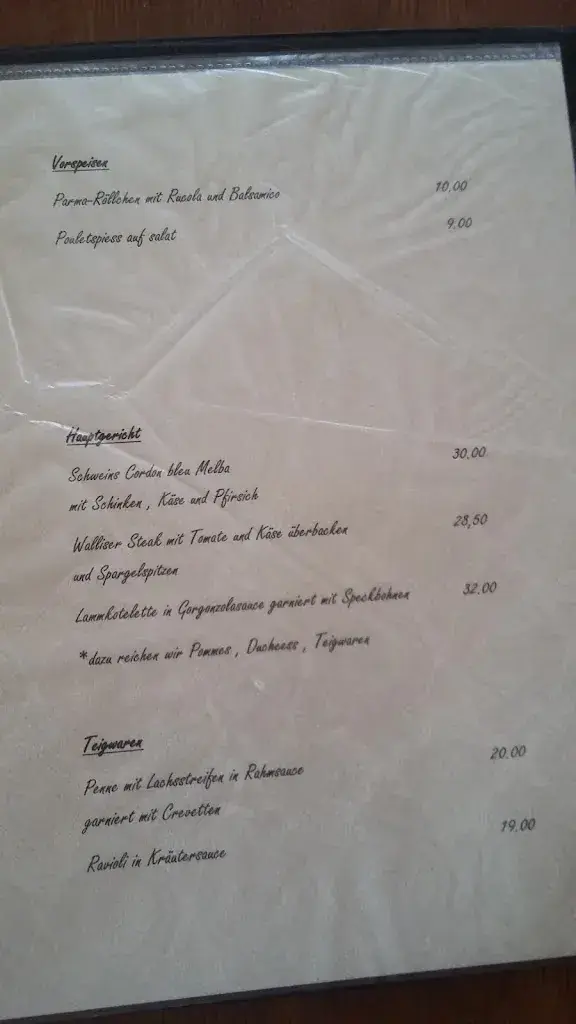 Vorspeisen
Parma-Röllchen mit Rucola und Balsamico 10.00
Pouletspiess auf salat 9.00
Hauptgericht
Schweins Cordon bleu Melba 30.00
mit Schinken , Käse und Pfirsich
Walliser Steak mit Tomate und Käse überbacken 28,50
und Spargelspitzen
Lammkotelette in Gorgonzolasauce garniert mit Speckbohnen 32.00
*dazu reichen wir Pommes , Ducheess , Teigwaren
Teigwaren
Penne mit Lachsstreifen in Rahmsauce 20.00
garniert mit Crevetten
Ravioli in Kräutersauce 19.00